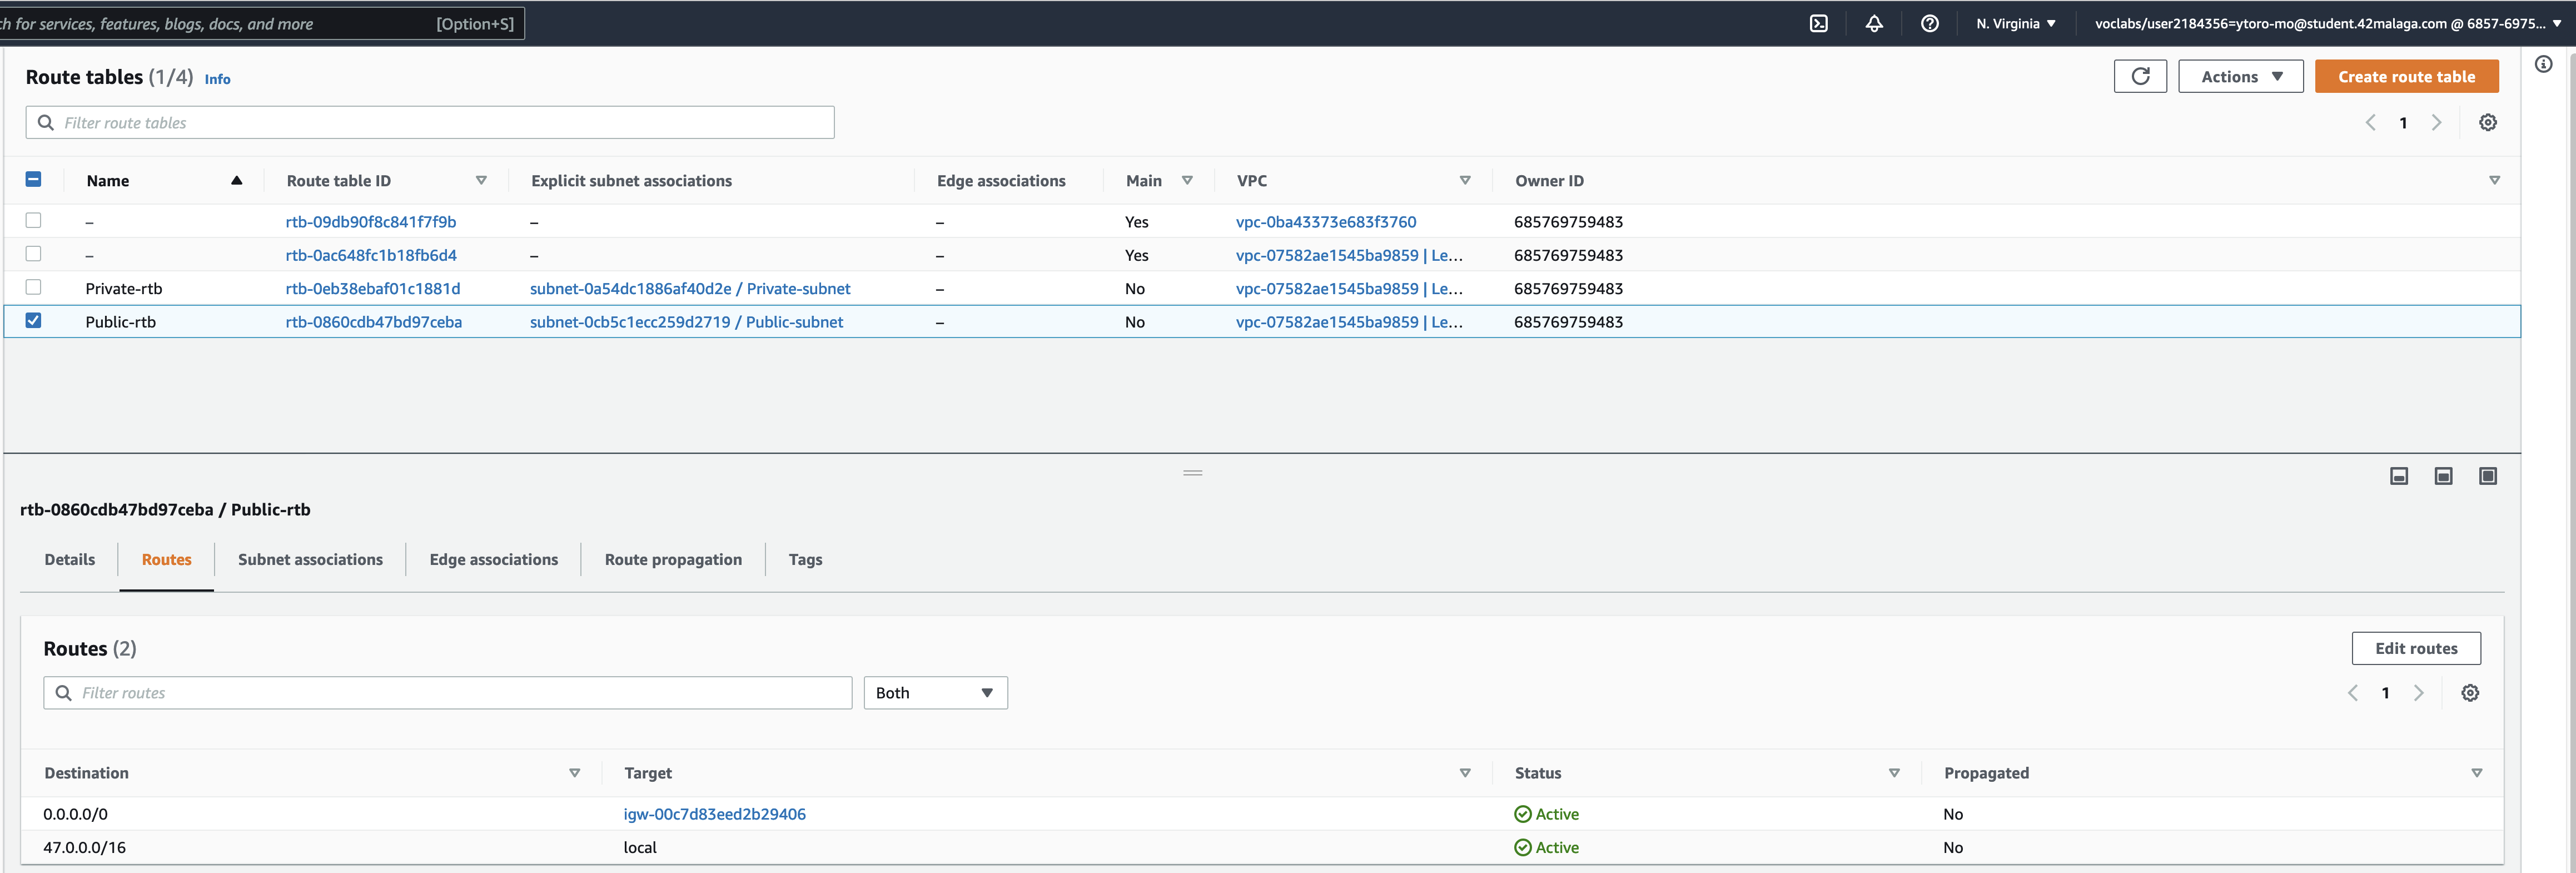 ch for services, features, blogs, docs, and more [Option+S] N. Virginia voclabs/user2184356=ytoro-mo@student.42malaga.com @ 6857-6975...
Route tables (1/4) Info Actions Create route table
Filter route tables 1
Name Route table ID Explicit subnet associations Edge associations Main VPC Owner ID
– rtb-09db90f8c841f7f9b – – Yes vpc-0ba43373e683f3760 685769759483
– rtb-0ac648fc1b18fb6d4 – – Yes vpc-07582ae1545ba9859 | Le... 685769759483
Private-rtb rtb-0eb38ebaf01c1881d subnet-0a54dc1886af40d2e / Private-subnet – No vpc-07582ae1545ba9859 | Le... 685769759483
Public-rtb rtb-0860cdb47bd97ceba subnet-0cb5c1ecc259d2719 / Public-subnet – No vpc-07582ae1545ba9859 | Le... 685769759483
rtb-0860cdb47bd97ceba / Public-rtb
Details Routes Subnet associations Edge associations Route propagation Tags
Routes (2) Edit routes
Filter routes Both 1
Destination Target Status Propagated
0.0.0.0/0 igw-00c7d83eed2b29406 Active No
47.0.0.0/16 local Active No